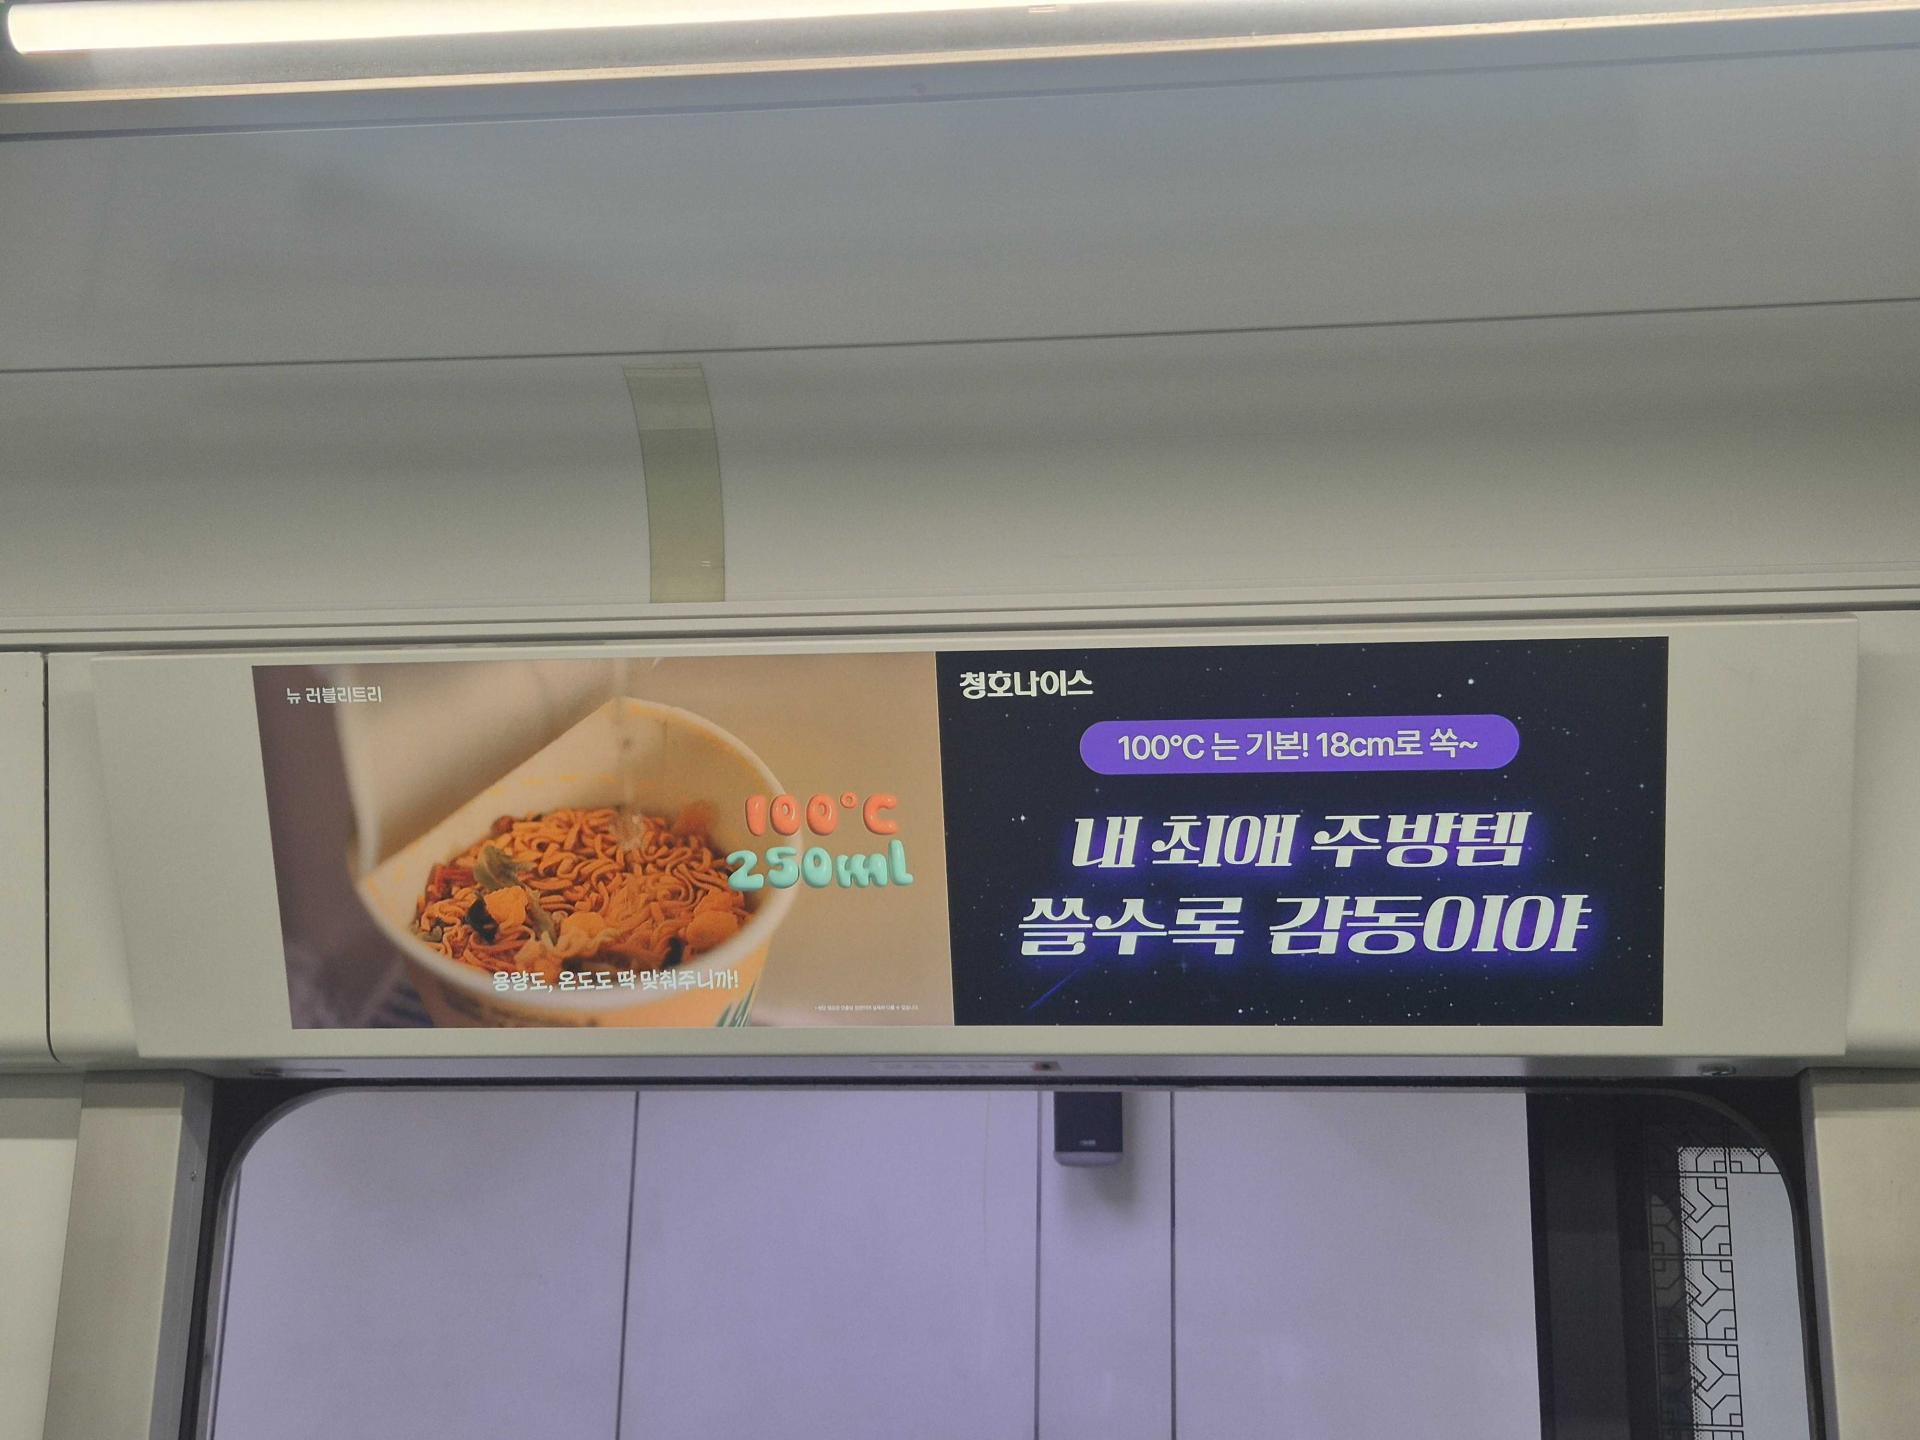 뉴 러블리트리
100°C
250ml
용량도, 온도도 딱 맞춰주니까!
청호나이스
100°C 는 기본! 18cm로 쏙~
내 최애 주방템
쓸수록 감동이야